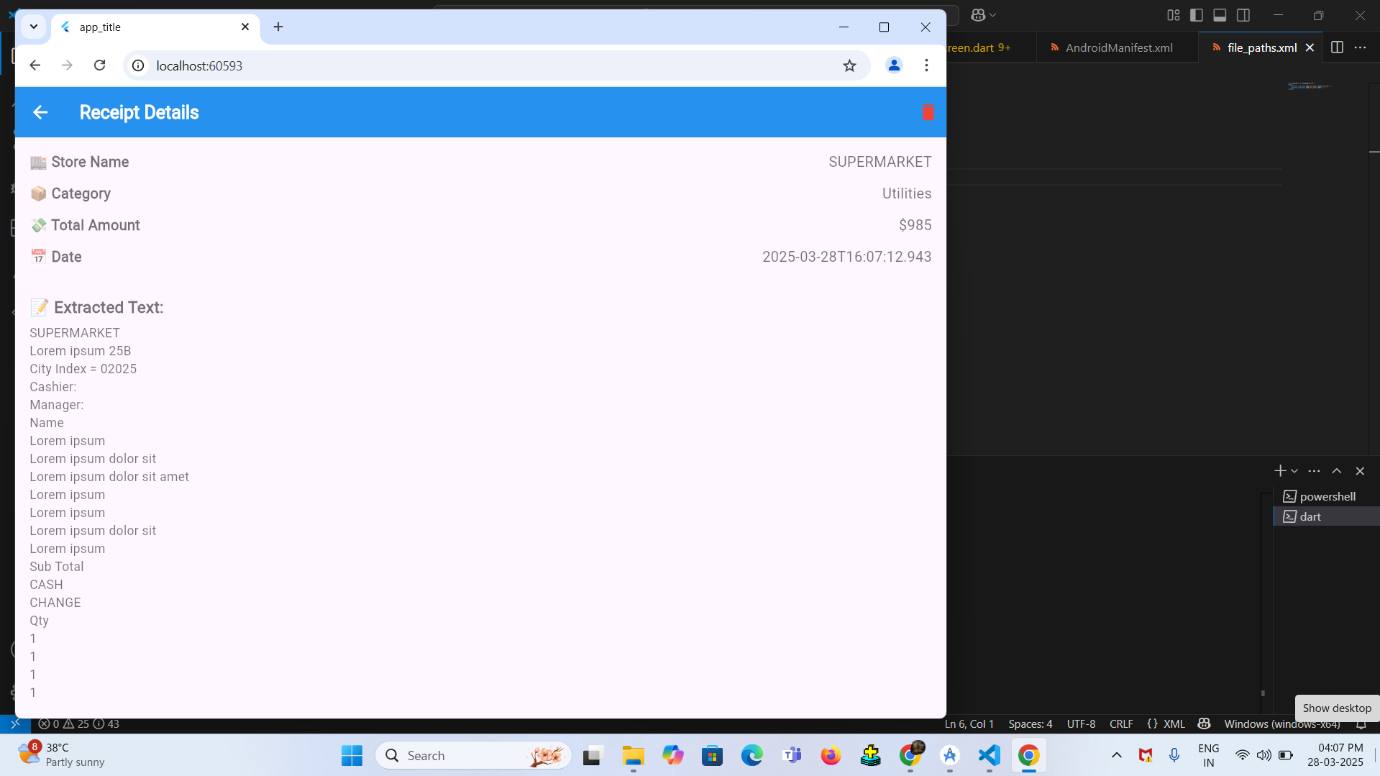 app_title
localhost:60593
reen.dart 9+
AndroidManifest.xml
file_paths.xml
Receipt Details
Store Name SUPERMARKET
Category Utilities
Total Amount $985
Date 2025-03-28T16:07:12.943
Extracted Text:
SUPERMARKET
Lorem ipsum 25B
City Index = 02025
Cashier:
Manager:
Name
Lorem ipsum
Lorem ipsum dolor sit
Lorem ipsum dolor sit amet
Lorem ipsum
Lorem ipsum
Lorem ipsum dolor sit
Lorem ipsum
Sub Total
CASH
CHANGE
Qty
1
1
1
1
powershell
dart
Show desktop
0 25 43
Ln 6, Col 1 Spaces: 4 UTF-8 CRLF {} XML Windows (windows-x64)
8
38°C
Partly sunny
Search
ENG
IN
04:07 PM
28-03-2025